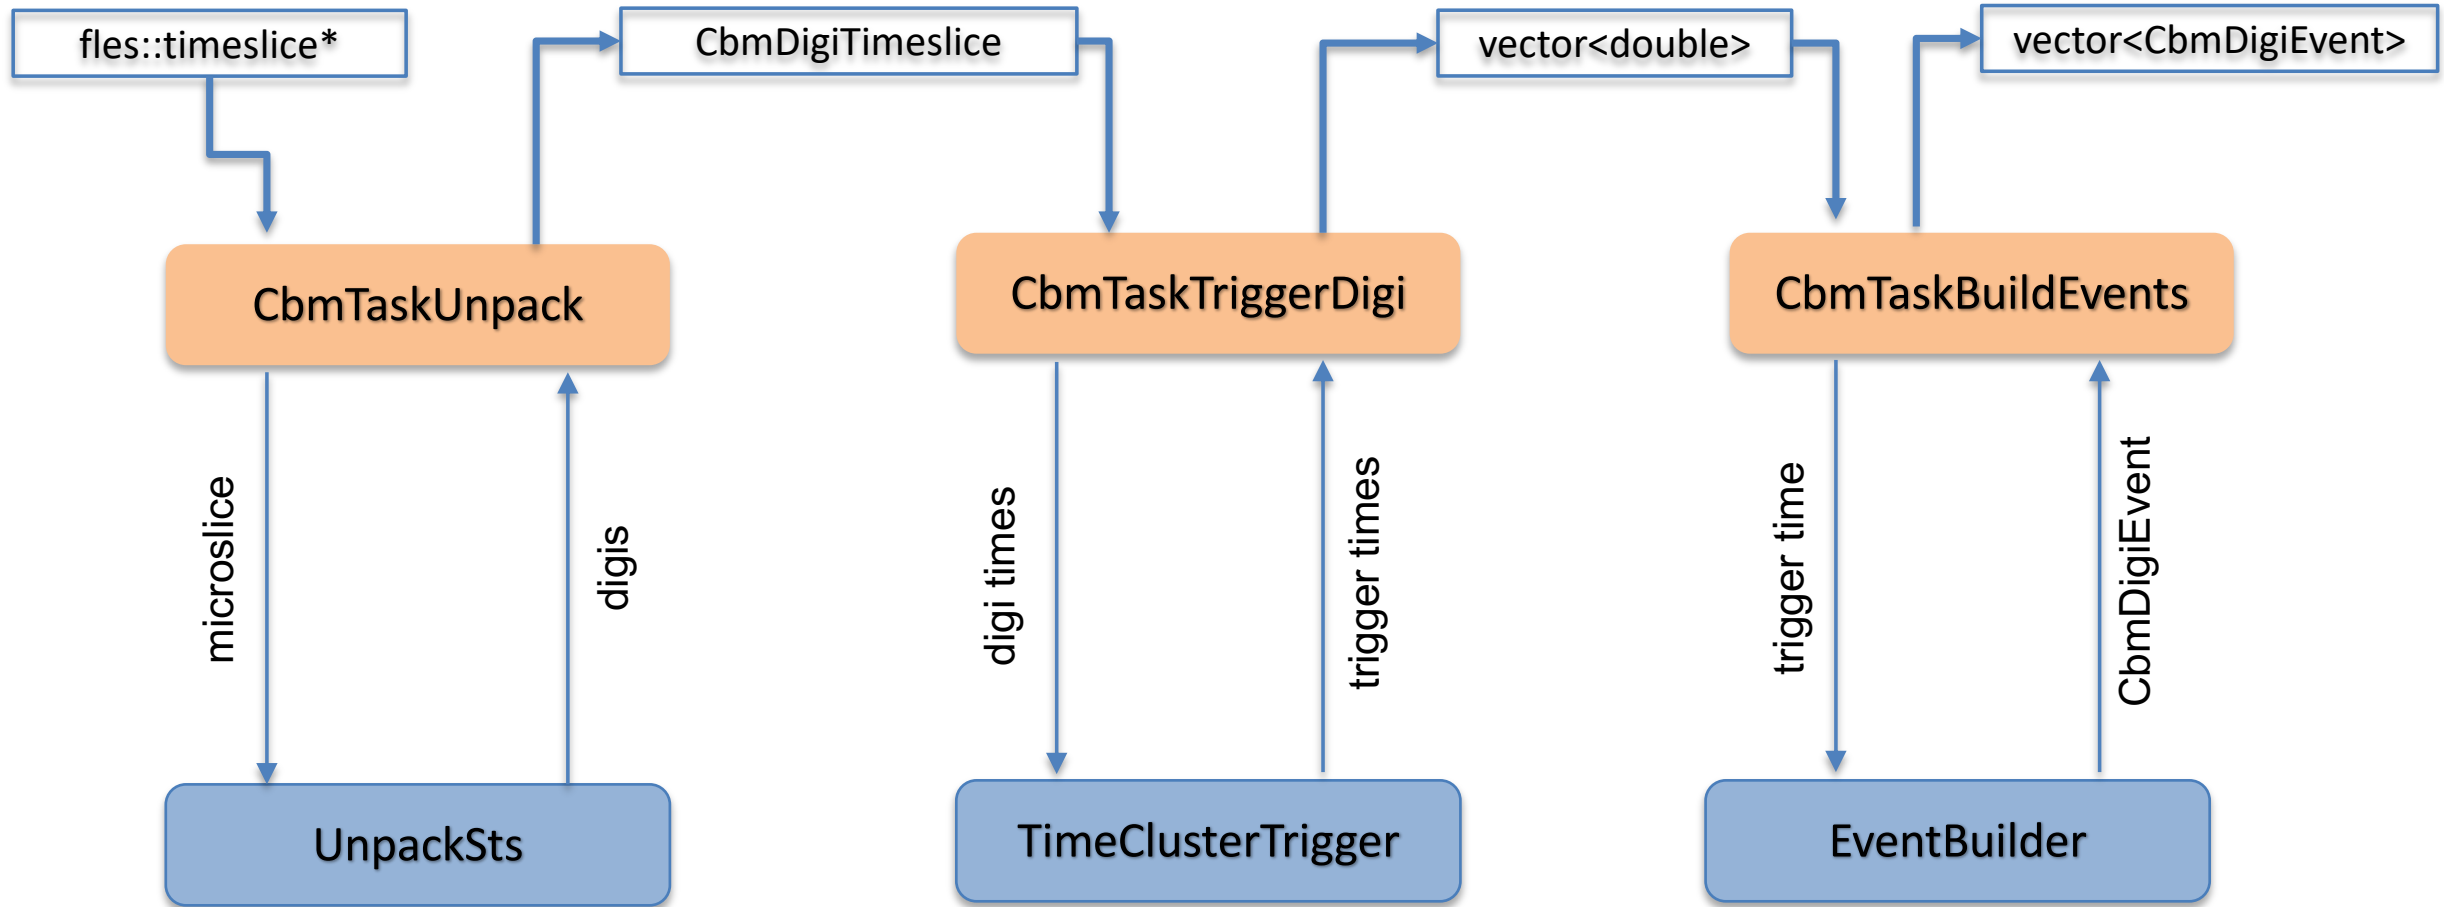 fles::timeslice*
CbmDigiTimeslice
vector<double>
vector<CbmDigiEvent>
CbmTaskUnpack
CbmTaskTriggerDigi
CbmTaskBuildEvents
microslice
digis
digi times
trigger times
trigger time
CbmDigiEvent
UnpackSts
TimeClusterTrigger
EventBuilder